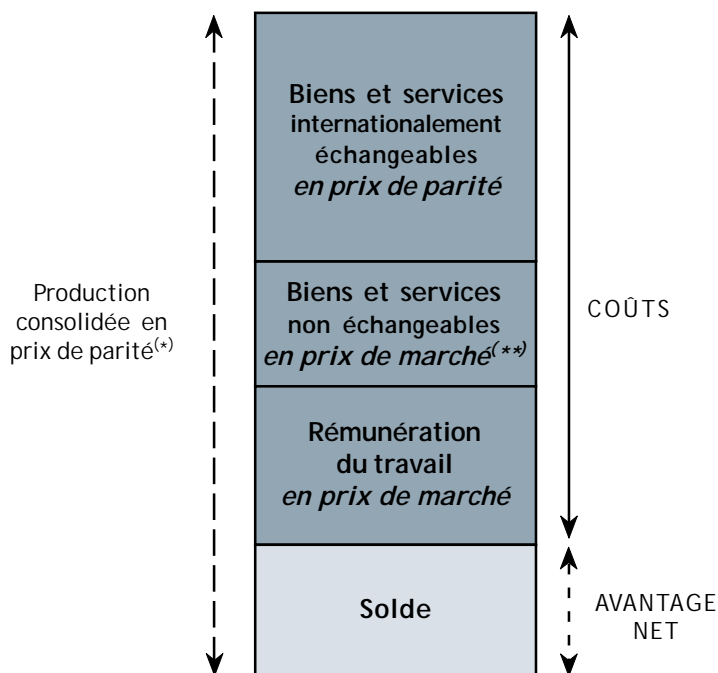 Biens et services
internationalement
échangeables
en prix de parité
Production
consolidée en
prix de parité(*)
Biens et services
non échangeables
en prix de marché(**)
COÛTS
Rémunération
du travail
en prix de marché
Solde
AVANTAGE
NET